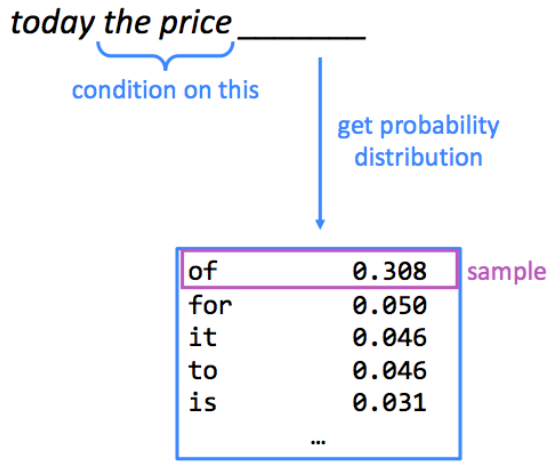 today the price _______
condition on this
get probability
distribution
of 0.308 sample
for 0.050
it 0.046
to 0.046
is 0.031
…